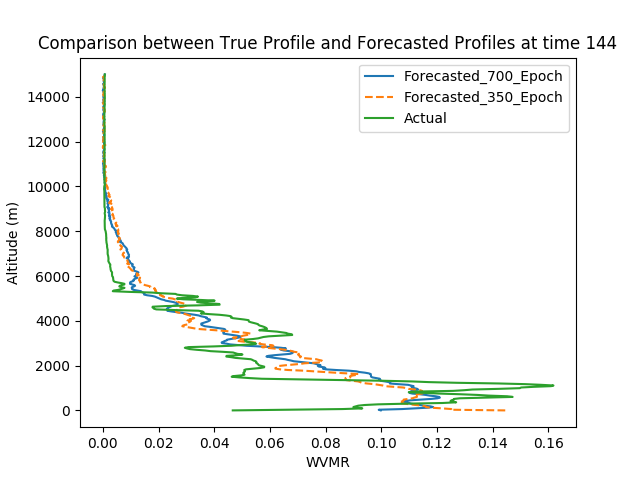 Comparison between True Profile and Forecasted Profiles at time 144
Forecasted_700_Epoch
Forecasted_350_Epoch
Actual
Altitude (m)
14000
12000
10000
8000
6000
4000
2000
0
0.00 0.02 0.04 0.06 0.08 0.10 0.12 0.14 0.16
WVMR